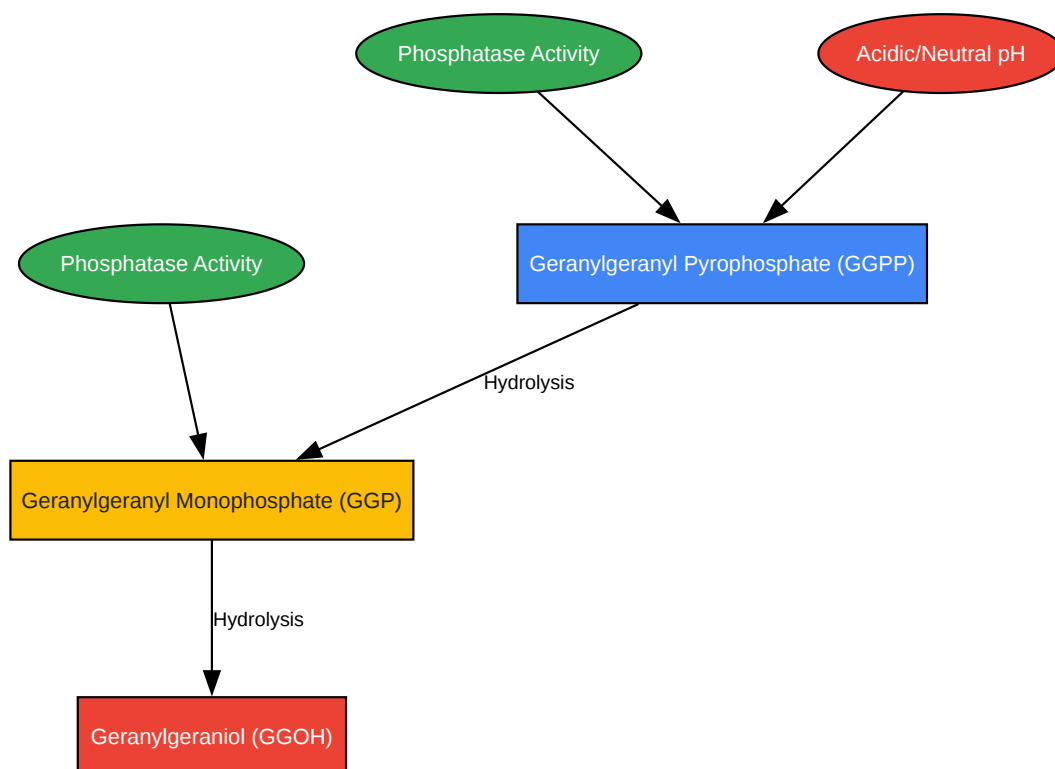 Phosphatase Activity
Acidic/Neutral pH
Phosphatase Activity
Geranylgeranyl Pyrophosphate (GGPP)
Hydrolysis
Geranylgeranyl Monophosphate (GGP)
Hydrolysis
Geranylgeraniol (GGOH)